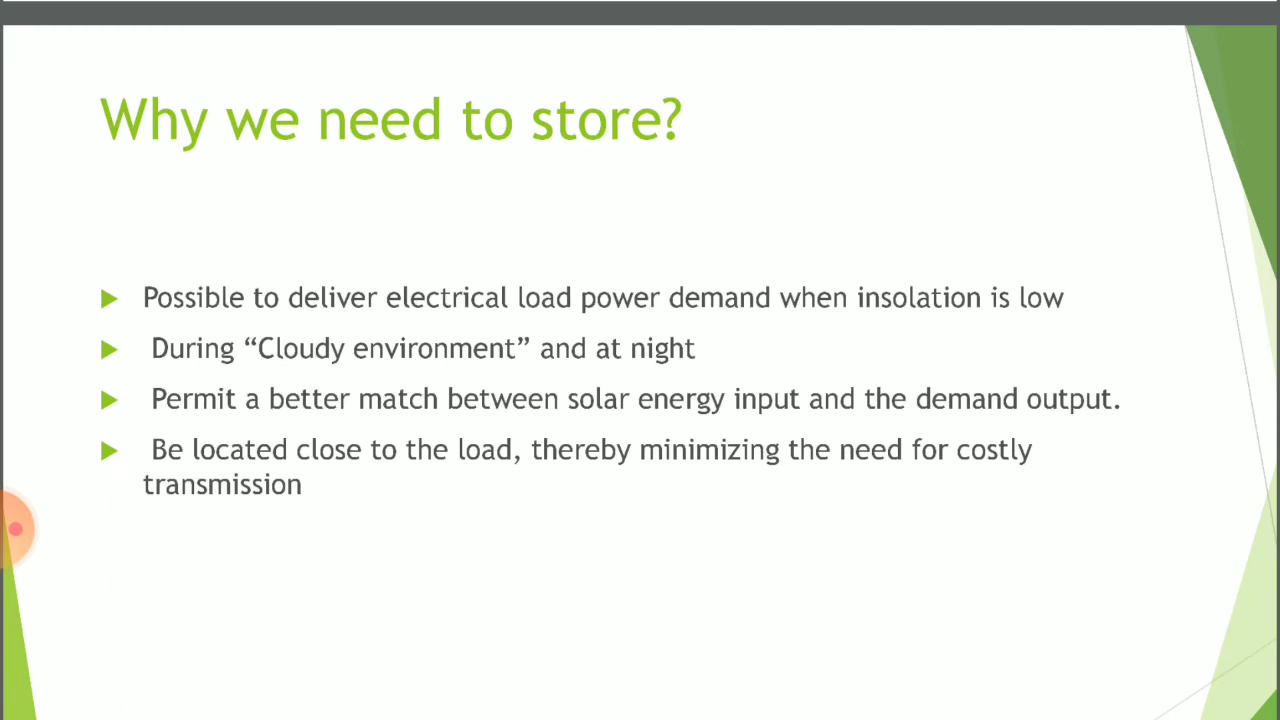 Why we need to store?
Possible to deliver electrical load power demand when insolation is low
During “Cloudy environment” and at night
Permit a better match between solar energy input and the demand output.
Be located close to the load, thereby minimizing the need for costly
transmission